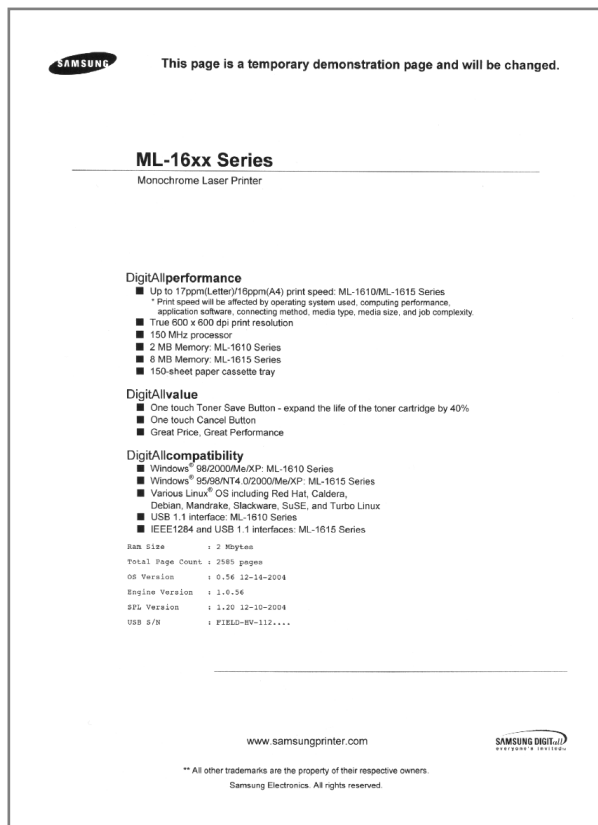 SAMSUNG
This page is a temporary demonstration page and will be changed.
ML-16xx Series
Monochrome Laser Printer
DigitAllperformance
■ Up to 17ppm(Letter)/16ppm(A4) print speed: ML-1610/ML-1615 Series
* Print speed will be affected by operating system used, computing performance,
application software, connecting method, media type, media size, and job complexity.
■ True 600 x 600 dpi print resolution
■ 150 MHz processor
■ 2 MB Memory: ML-1610 Series
■ 8 MB Memory: ML-1615 Series
■ 150-sheet paper cassette tray
DigitAllvalue
■ One touch Toner Save Button - expand the life of the toner cartridge by 40%
■ One touch Cancel Button
■ Great Price, Great Performance
DigitAllcompatibility
■ Windows® 98/2000/Me/XP: ML-1610 Series
■ Windows® 95/98/NT4.0/2000/Me/XP: ML-1615 Series
■ Various Linux® OS including Red Hat, Caldera,
Debian, Mandrake, Slackware, SuSE, and Turbo Linux
■ USB 1.1 interface: ML-1610 Series
■ IEEE1284 and USB 1.1 interfaces: ML-1615 Series
Ram Size : 2 Mbytes
Total Page Count : 2585 pages
OS Version : 0.56 12-14-2004
Engine Version : 1.0.56
SPL Version : 1.20 12-10-2004
USB S/N : FIELD-HV-112....
www.samsungprinter.com
SAMSUNG DIGITall
everyone's invited™
** All other trademarks are the property of their respective owners.
Samsung Electronics. All rights reserved.